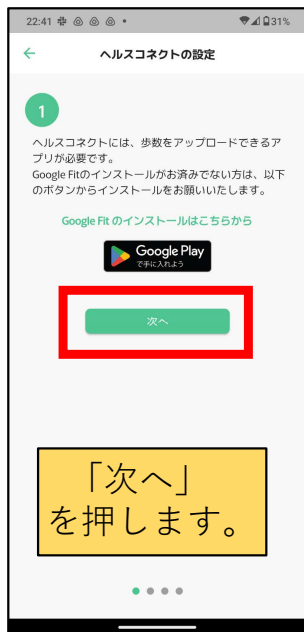 22:41
31%
ヘルスコネクトの設定
1
ヘルスコネクトには、歩数をアップロードできるア
プリが必要です。
Google Fitのインストールがお済みでない方は、以下
のボタンからインストールをお願いいたします。
Google Fit のインストールはこちらから
Google Play
で手に入れよう
次へ
「次へ」
を押します。